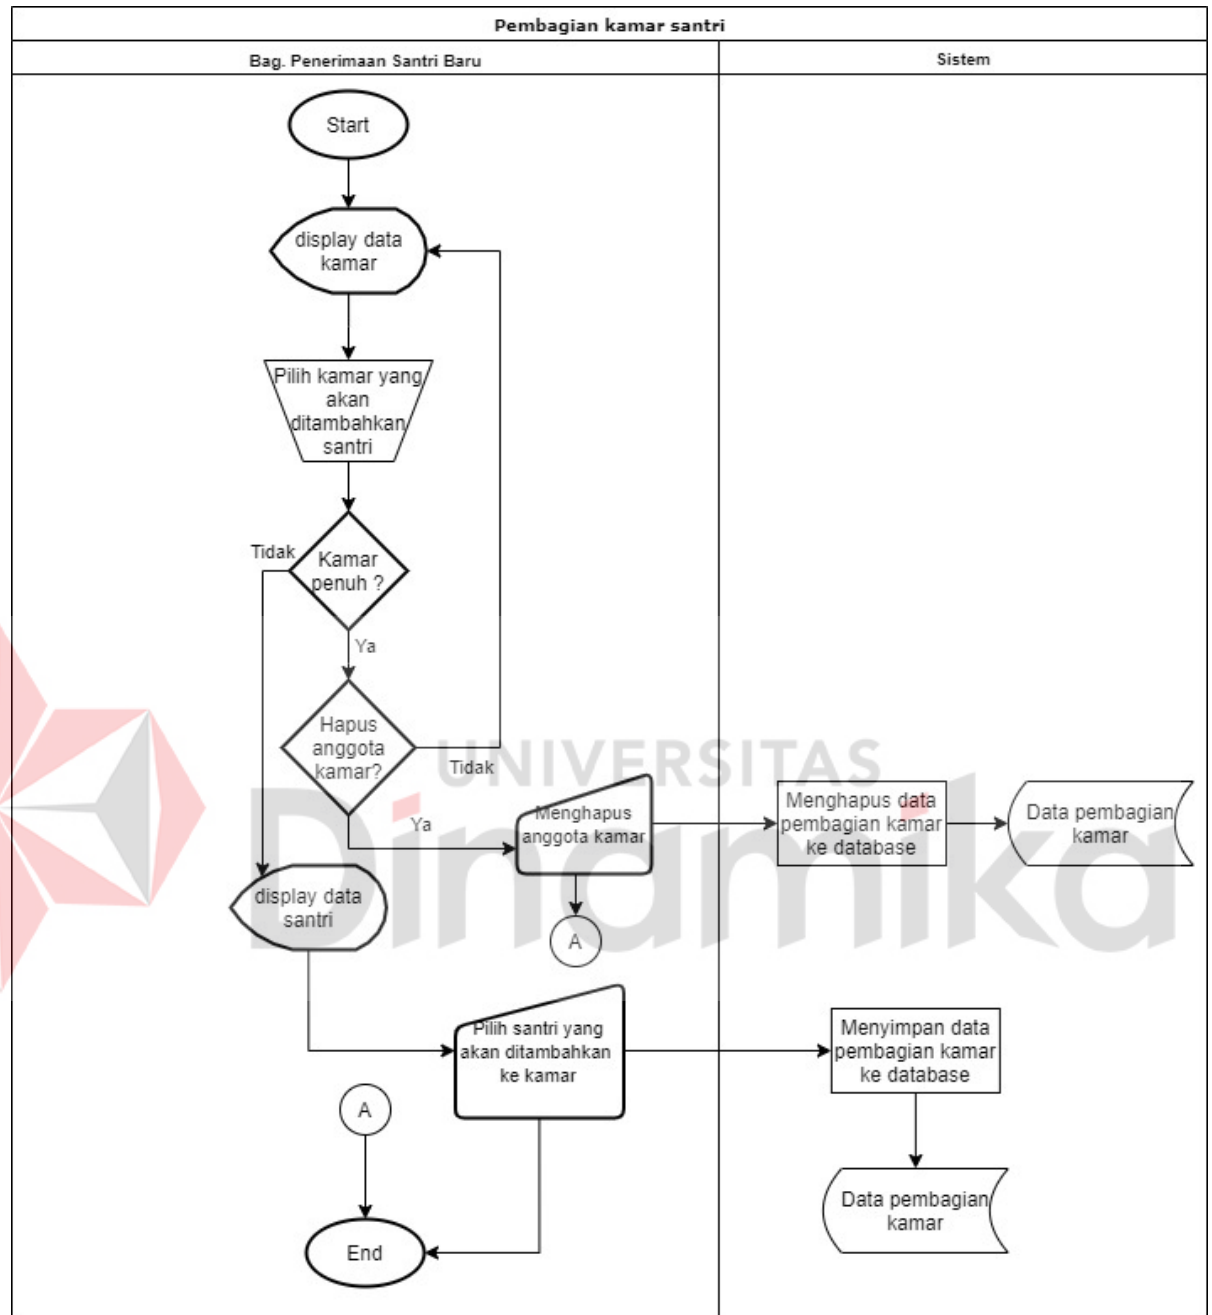 Pembagian kamar santri
Bag. Penerimaan Santri Baru
Sistem
Start
display data
kamar
Pilih kamar yang
akan
ditambahkan
santri
Tidak
Kamar
penuh ?
Ya
Hapus
anggota
kamar?
Tidak
UNIVERSITAS
Dinamika
Ya
Menghapus
anggota kamar
Menghapus data
pembagian kamar
ke database
Data pembagian
kamar
display data
santri
A
Pilih santri yang
akan ditambahkan
ke kamar
Menyimpan data
pembagian kamar
ke database
A
Data pembagian
kamar
End